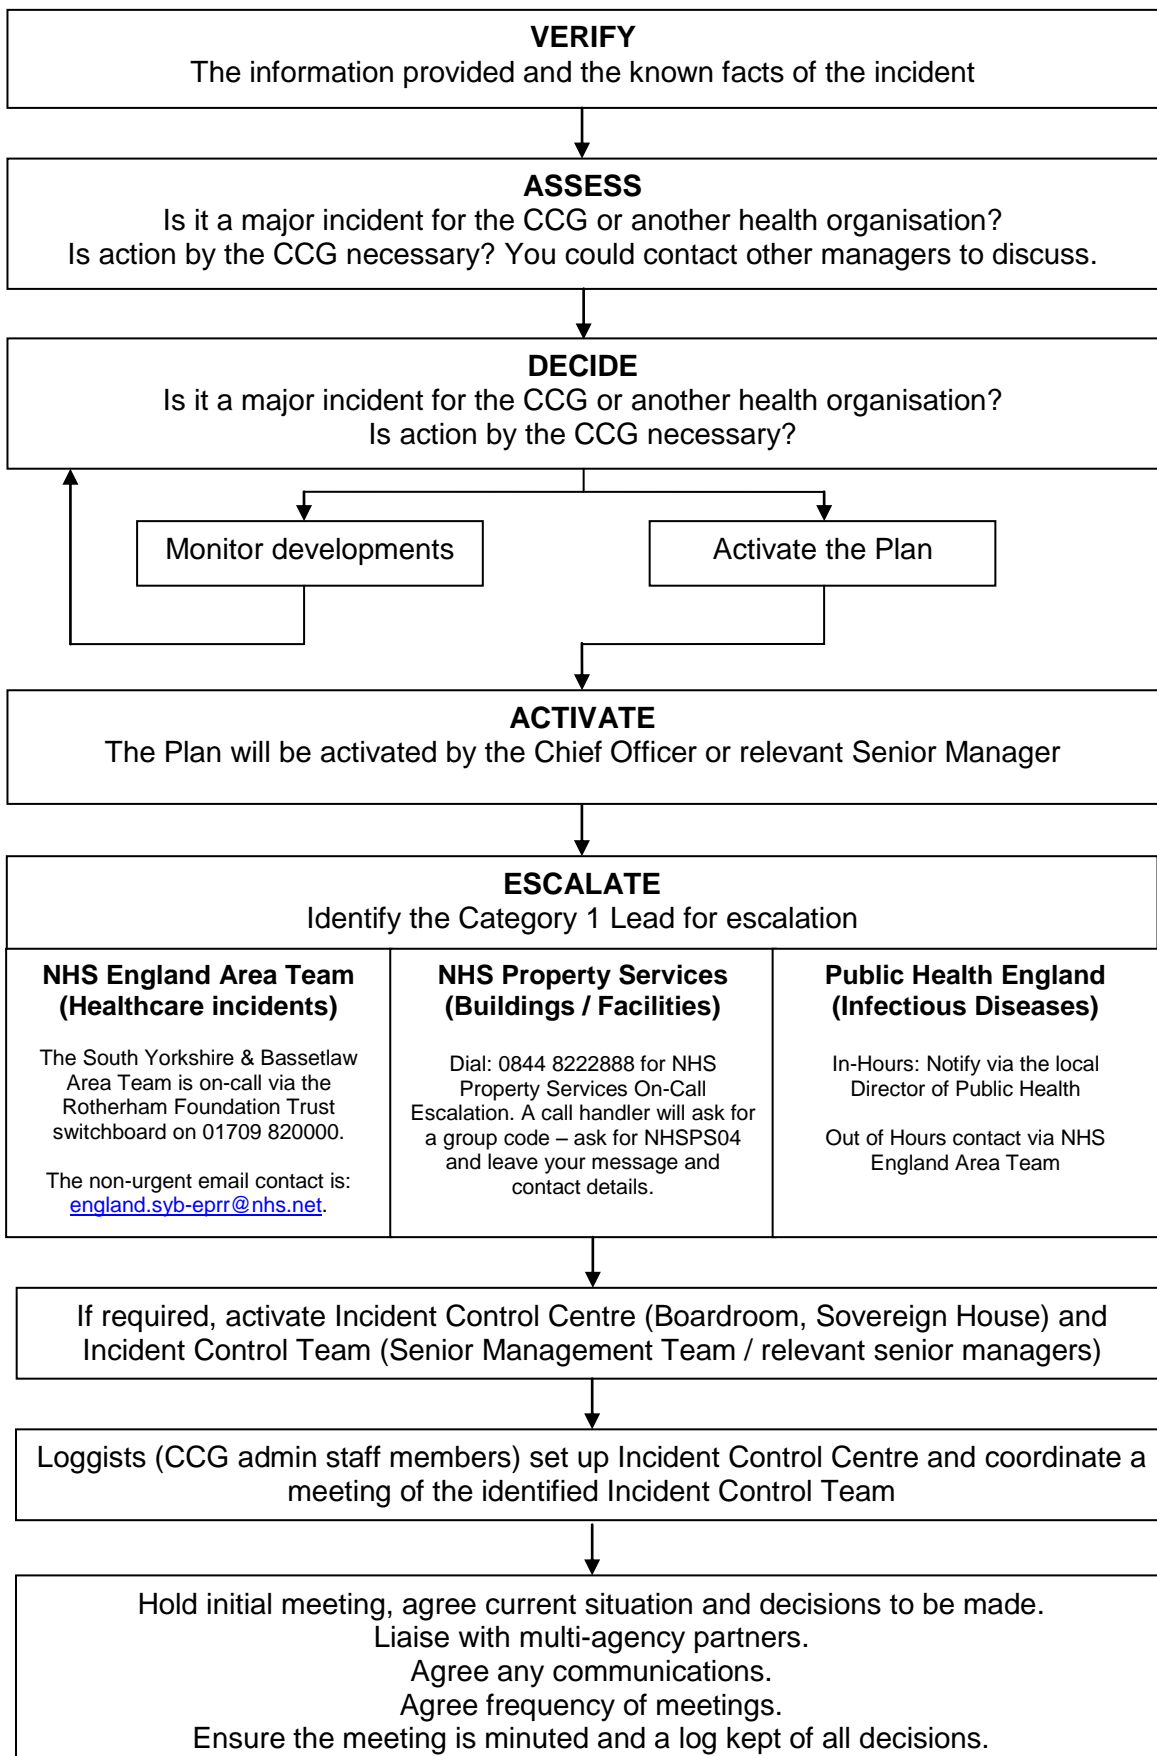 VERIFY
The information provided and the known facts of the incident
ASSESS
Is it a major incident for the CCG or another health organisation?
Is action by the CCG necessary? You could contact other managers to discuss.
DECIDE
Is it a major incident for the CCG or another health organisation?
Is action by the CCG necessary?
Monitor developments
Activate the Plan
ACTIVATE
The Plan will be activated by the Chief Officer or relevant Senior Manager
ESCALATE
Identify the Category 1 Lead for escalation
NHS England Area Team
(Healthcare incidents)
The South Yorkshire & Bassetlaw
Area Team is on-call via the
Rotherham Foundation Trust
switchboard on 01709 820000.
The non-urgent email contact is:
england.syb-eprr@nhs.net.
NHS Property Services
(Buildings / Facilities)
Dial: 0844 8222888 for NHS
Property Services On-Call
Escalation. A call handler will ask for
a group code – ask for NHSPS04
and leave your message and
contact details.
Public Health England
(Infectious Diseases)
In-Hours: Notify via the local
Director of Public Health
Out of Hours contact via NHS
England Area Team
If required, activate Incident Control Centre (Boardroom, Sovereign House) and
Incident Control Team (Senior Management Team / relevant senior managers)
Loggists (CCG admin staff members) set up Incident Control Centre and coordinate a
meeting of the identified Incident Control Team
Hold initial meeting, agree current situation and decisions to be made.
Liaise with multi-agency partners.
Agree any communications.
Agree frequency of meetings.
Ensure the meeting is minuted and a log kept of all decisions.